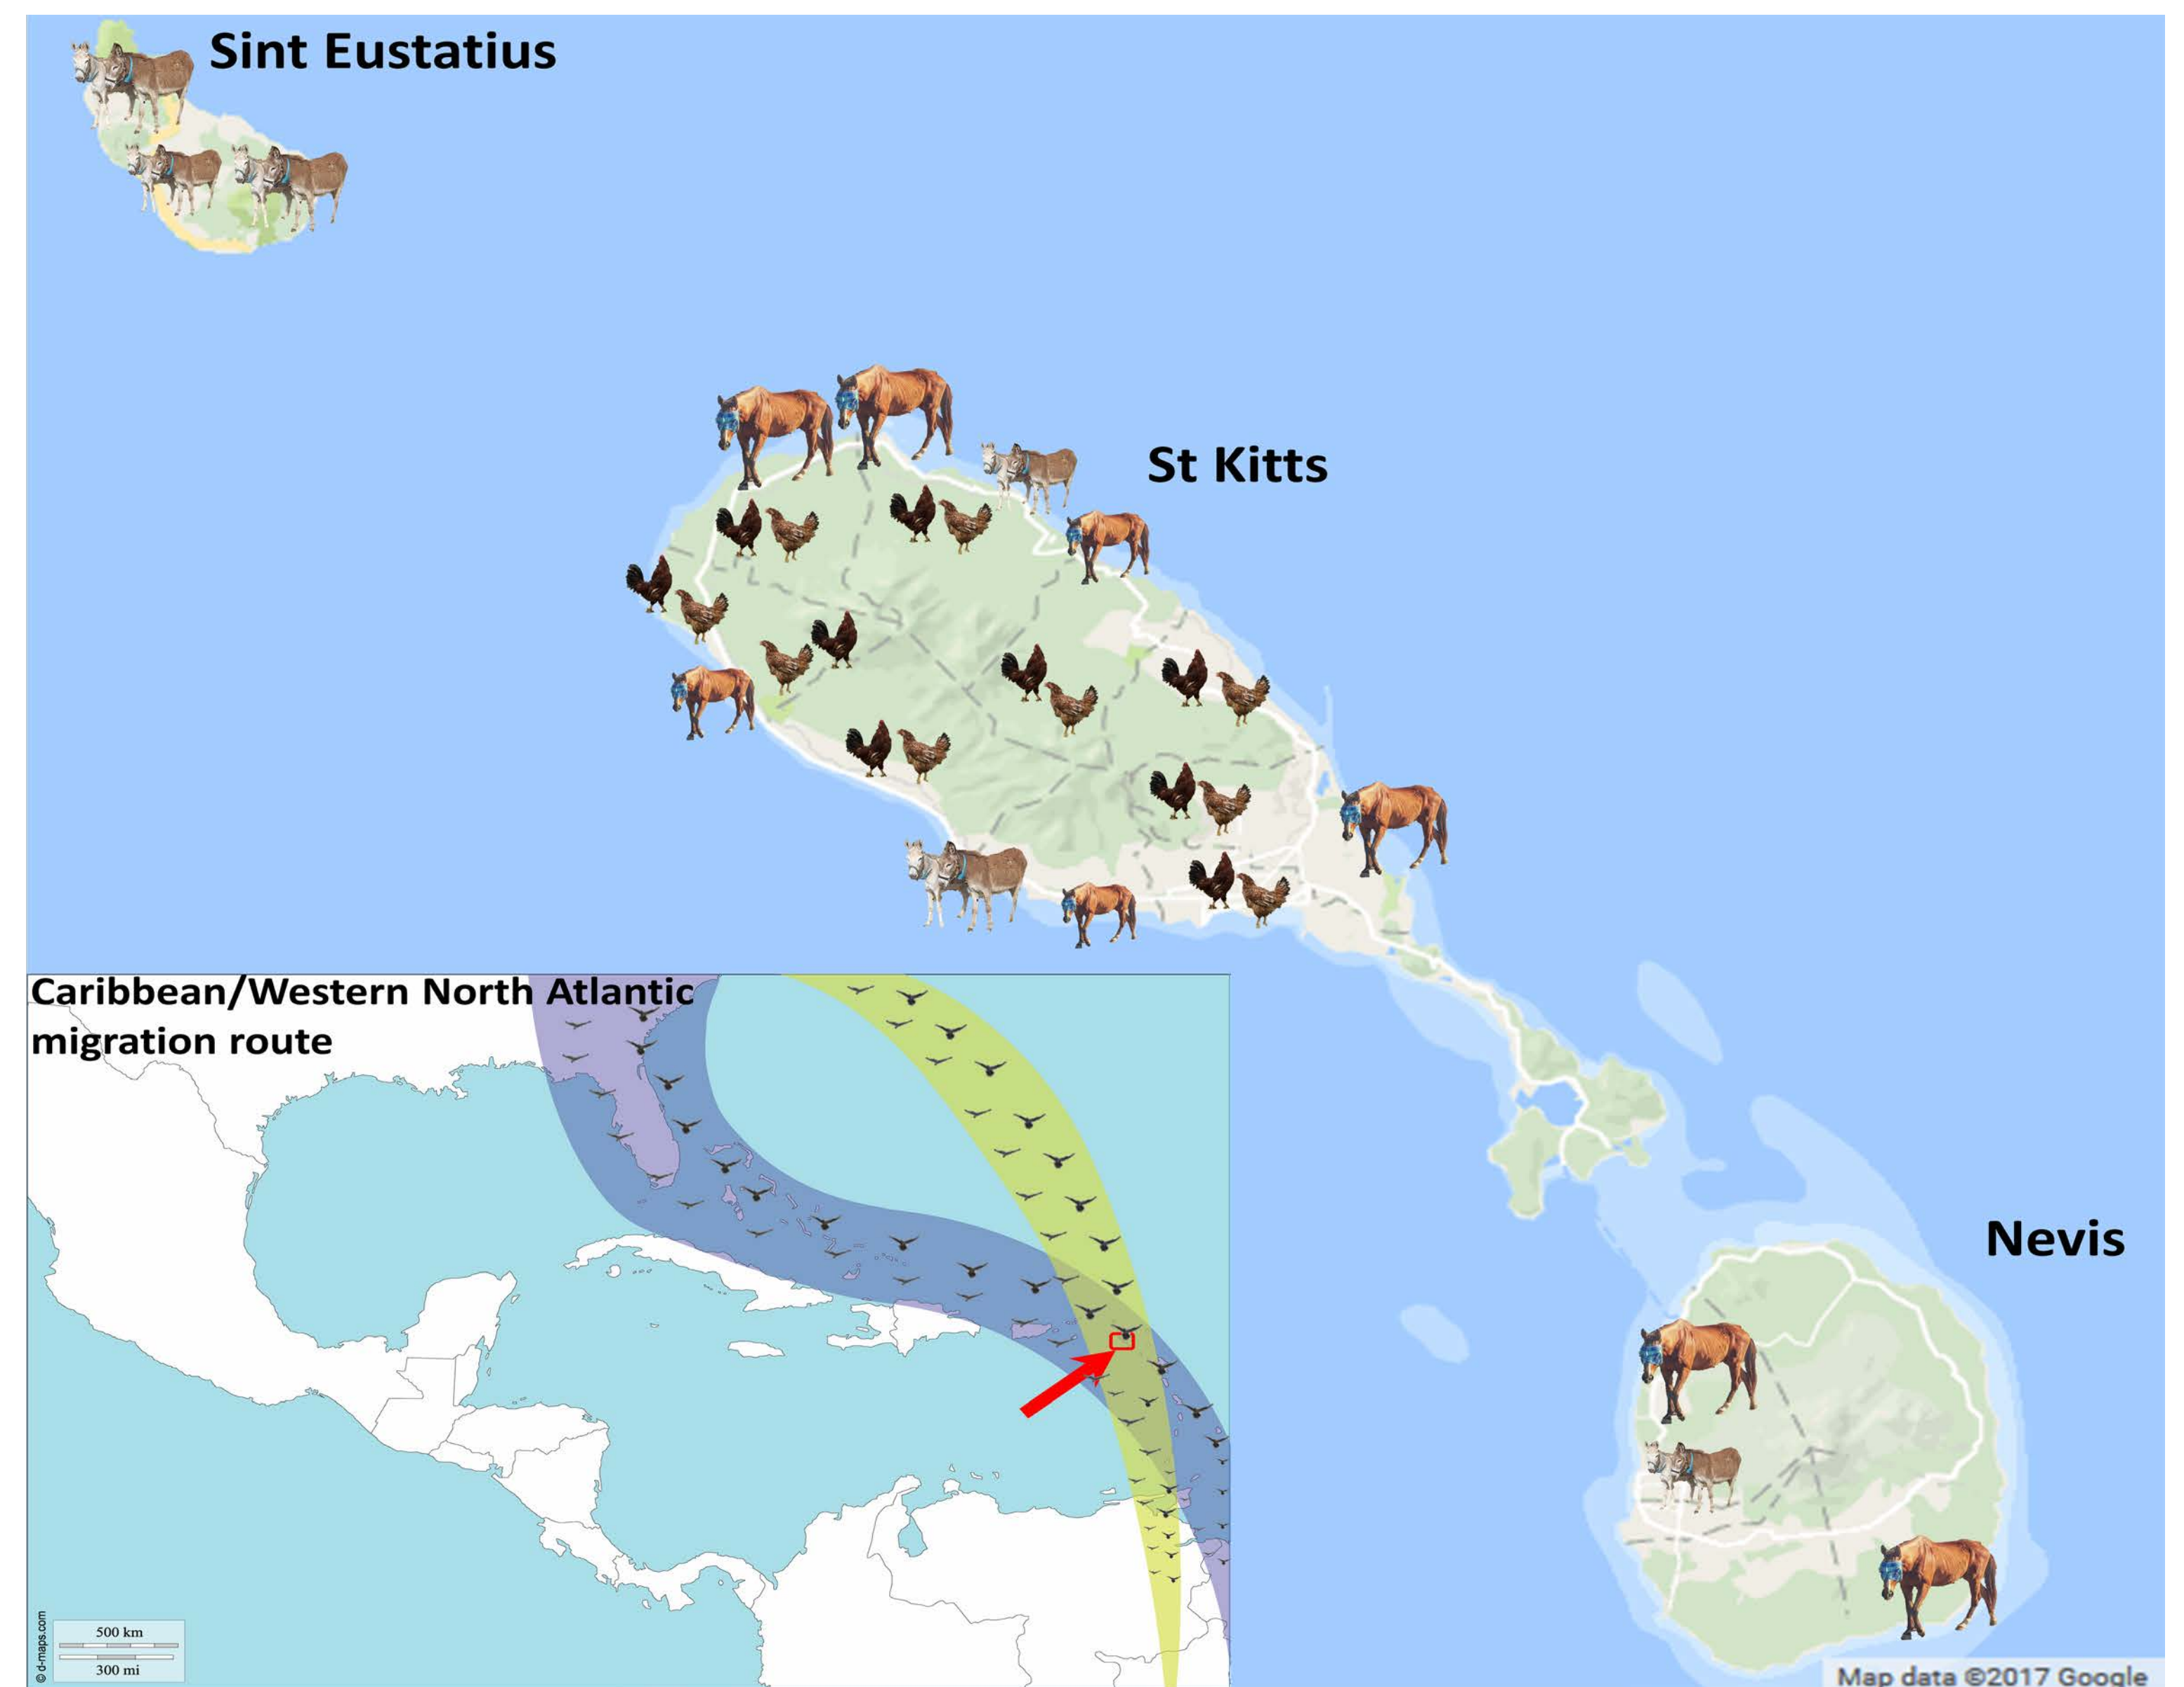 Sint Eustatius
St Kitts
Nevis
Caribbean/Western North Atlantic
migration route
500 km
300 mi
© d-maps.com
Map data ©2017 Google